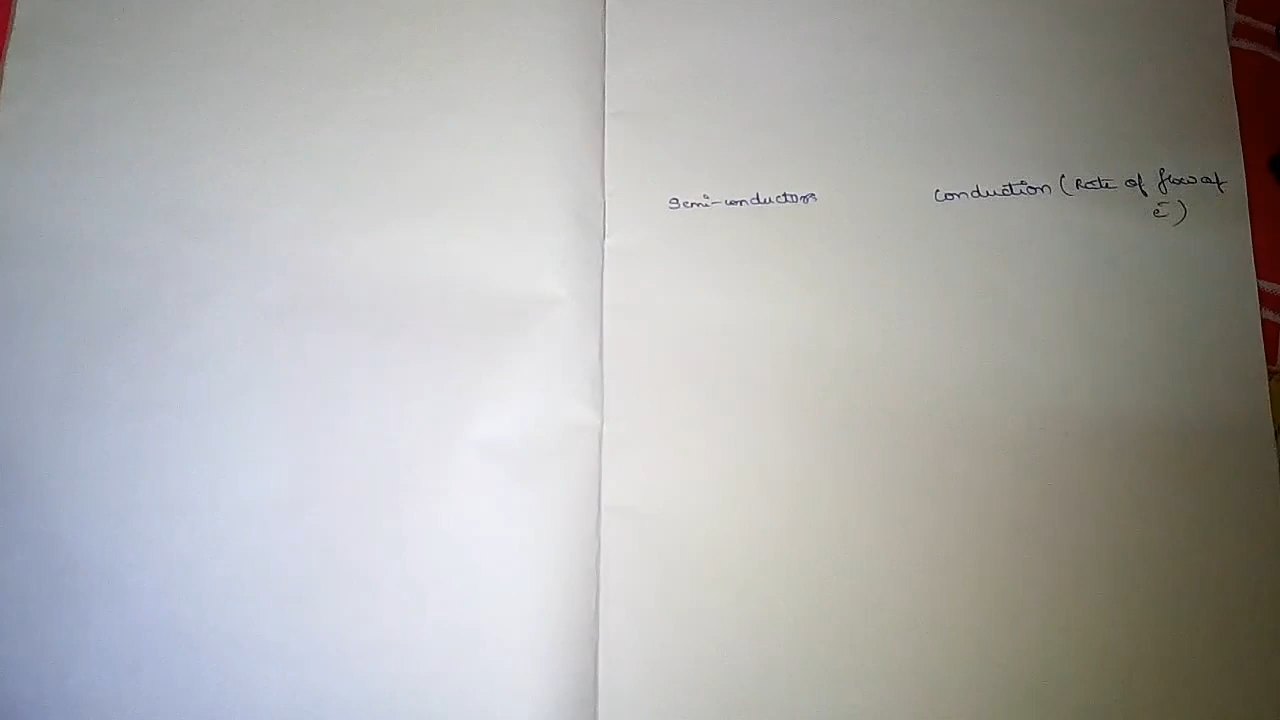 Semi-conductors
Conduction (Rate of flow of
e̅)